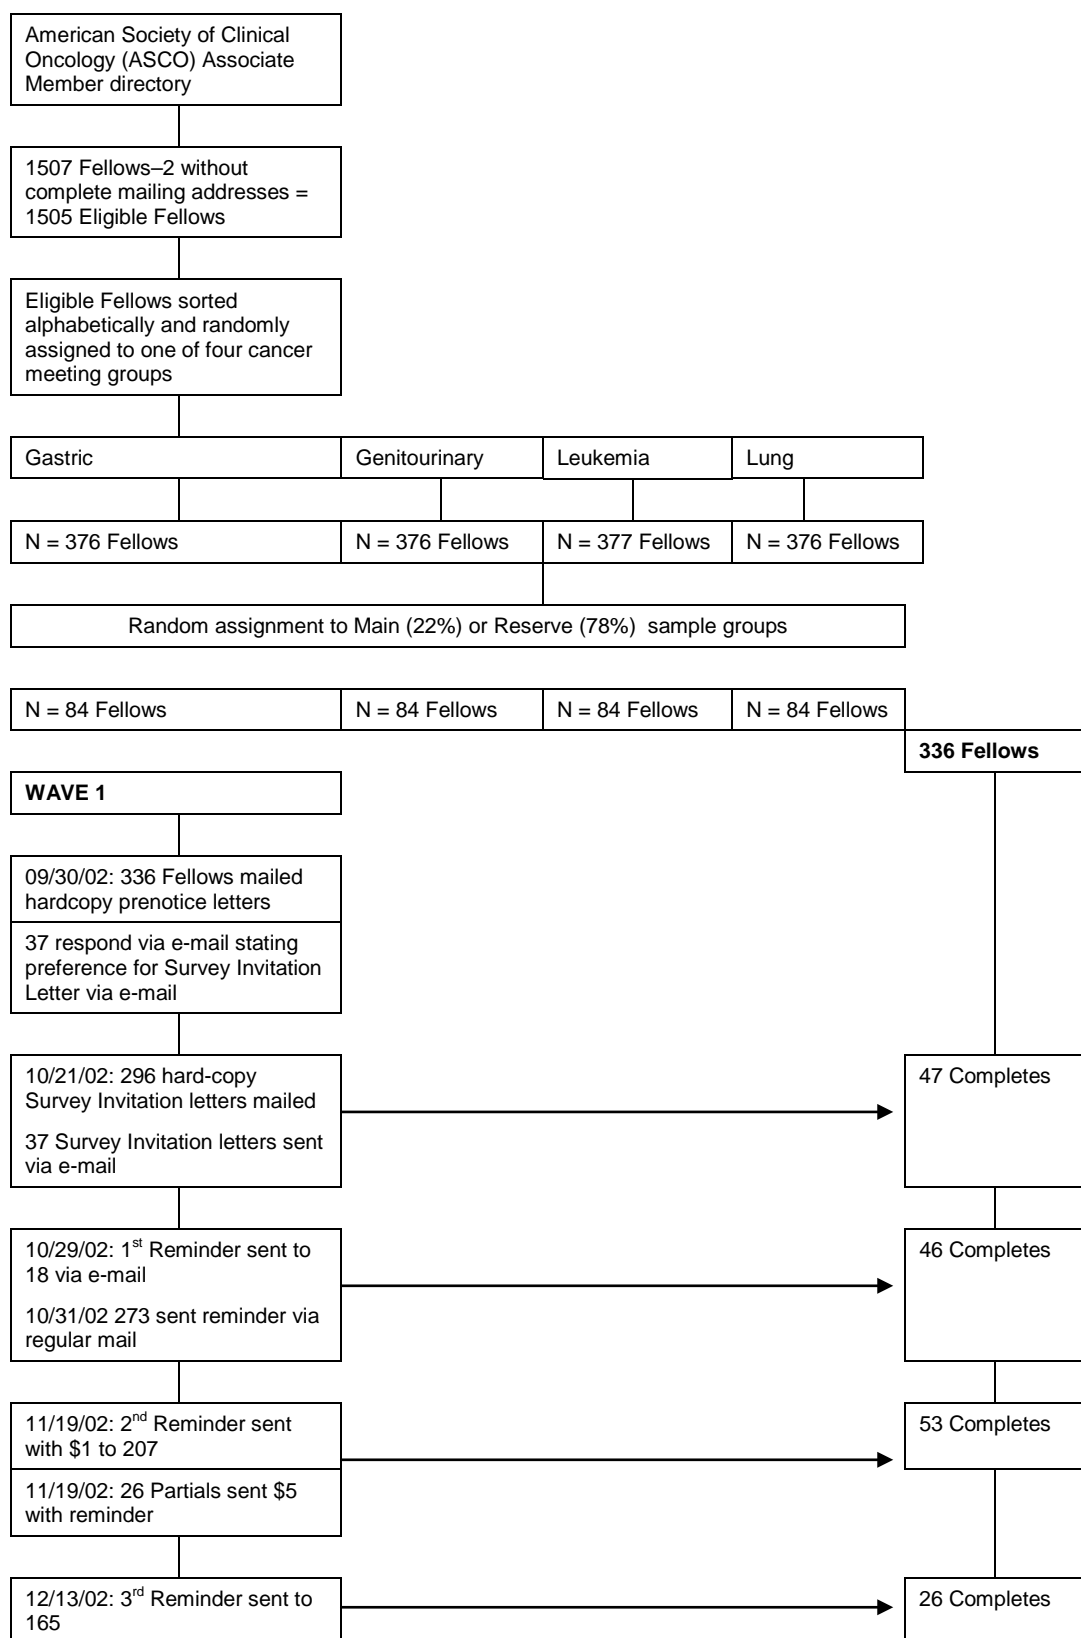 American Society of Clinical
Oncology (ASCO) Associate
Member directory
1507 Fellows–2 without
complete mailing addresses =
1505 Eligible Fellows
Eligible Fellows sorted
alphabetically and randomly
assigned to one of four cancer
meeting groups
Gastric
Genitourinary
Leukemia
Lung
N = 376 Fellows
N = 376 Fellows
N = 377 Fellows
N = 376 Fellows
Random assignment to Main (22%) or Reserve (78%) sample groups
N = 84 Fellows
N = 84 Fellows
N = 84 Fellows
N = 84 Fellows
336 Fellows
WAVE 1
09/30/02: 336 Fellows mailed
hardcopy prenotice letters
37 respond via e-mail stating
preference for Survey Invitation
Letter via e-mail
10/21/02: 296 hard-copy
Survey Invitation letters mailed
37 Survey Invitation letters sent
via e-mail
47 Completes
10/29/02: 1st Reminder sent to
18 via e-mail
10/31/02 273 sent reminder via
regular mail
46 Completes
11/19/02: 2nd Reminder sent
with $1 to 207
11/19/02: 26 Partials sent $5
with reminder
53 Completes
12/13/02: 3rd Reminder sent to
165
26 Completes